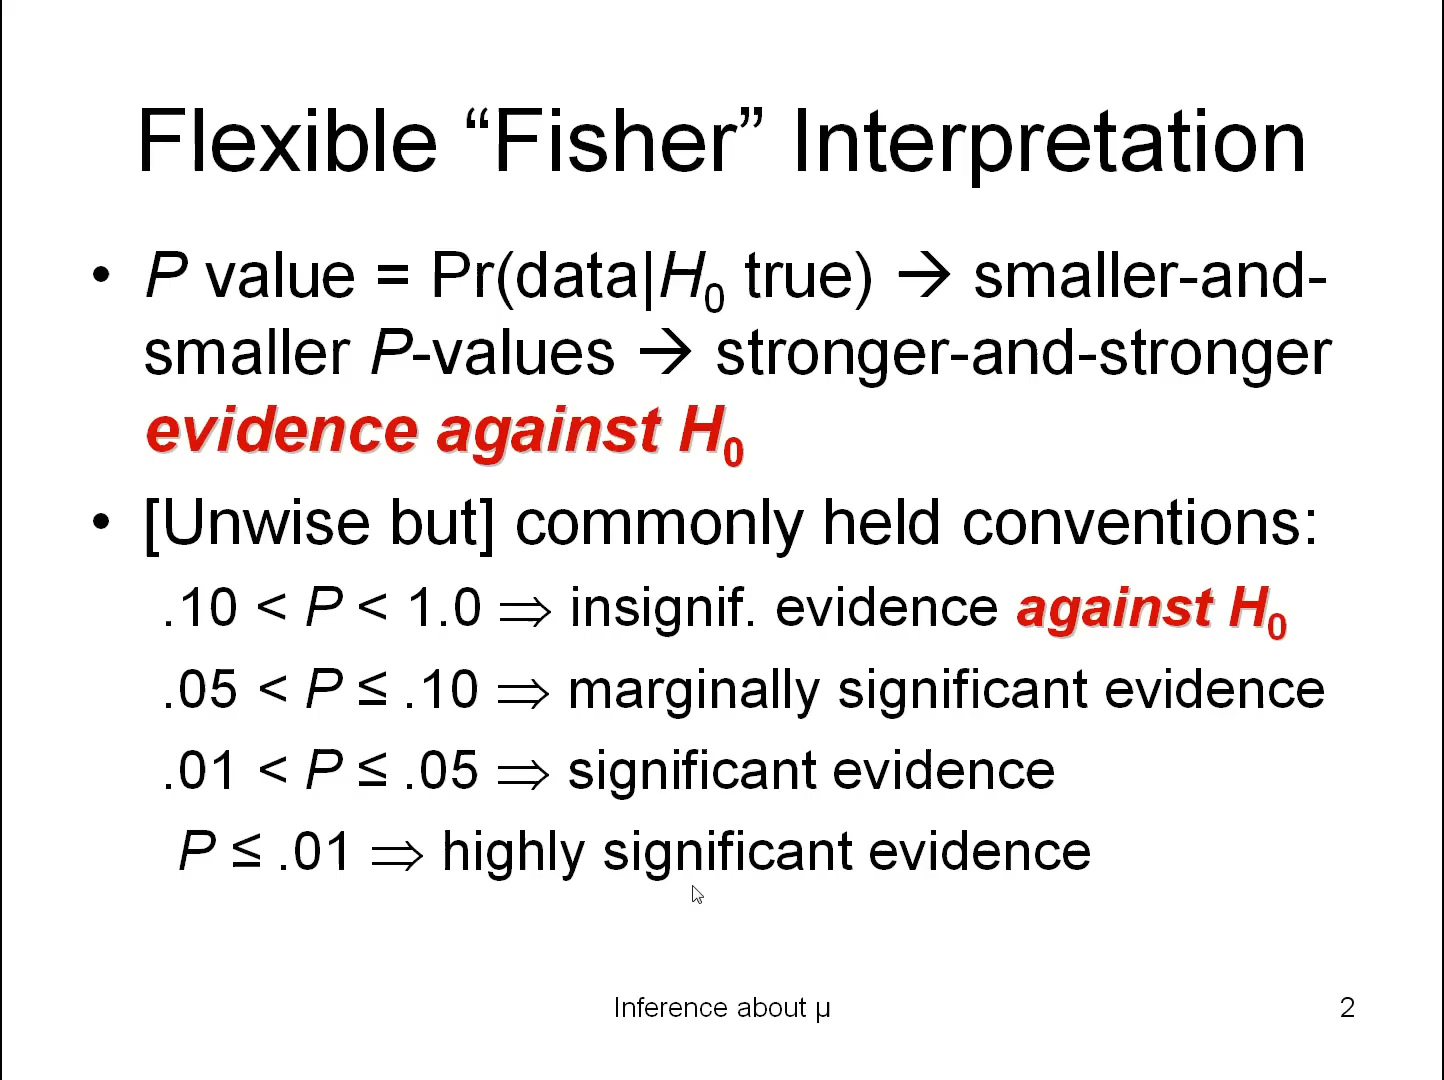 Flexible “Fisher” Interpretation
• P value = Pr(data|H₀ true) → smaller-and-
smaller P-values → stronger-and-stronger
evidence against H₀
• [Unwise but] commonly held conventions:
.10 < P < 1.0 ⇒ insignif. evidence against H₀
.05 < P ≤ .10 ⇒ marginally significant evidence
.01 < P ≤ .05 ⇒ significant evidence
P ≤ .01 ⇒ highly significant evidence
Inference about µ
2